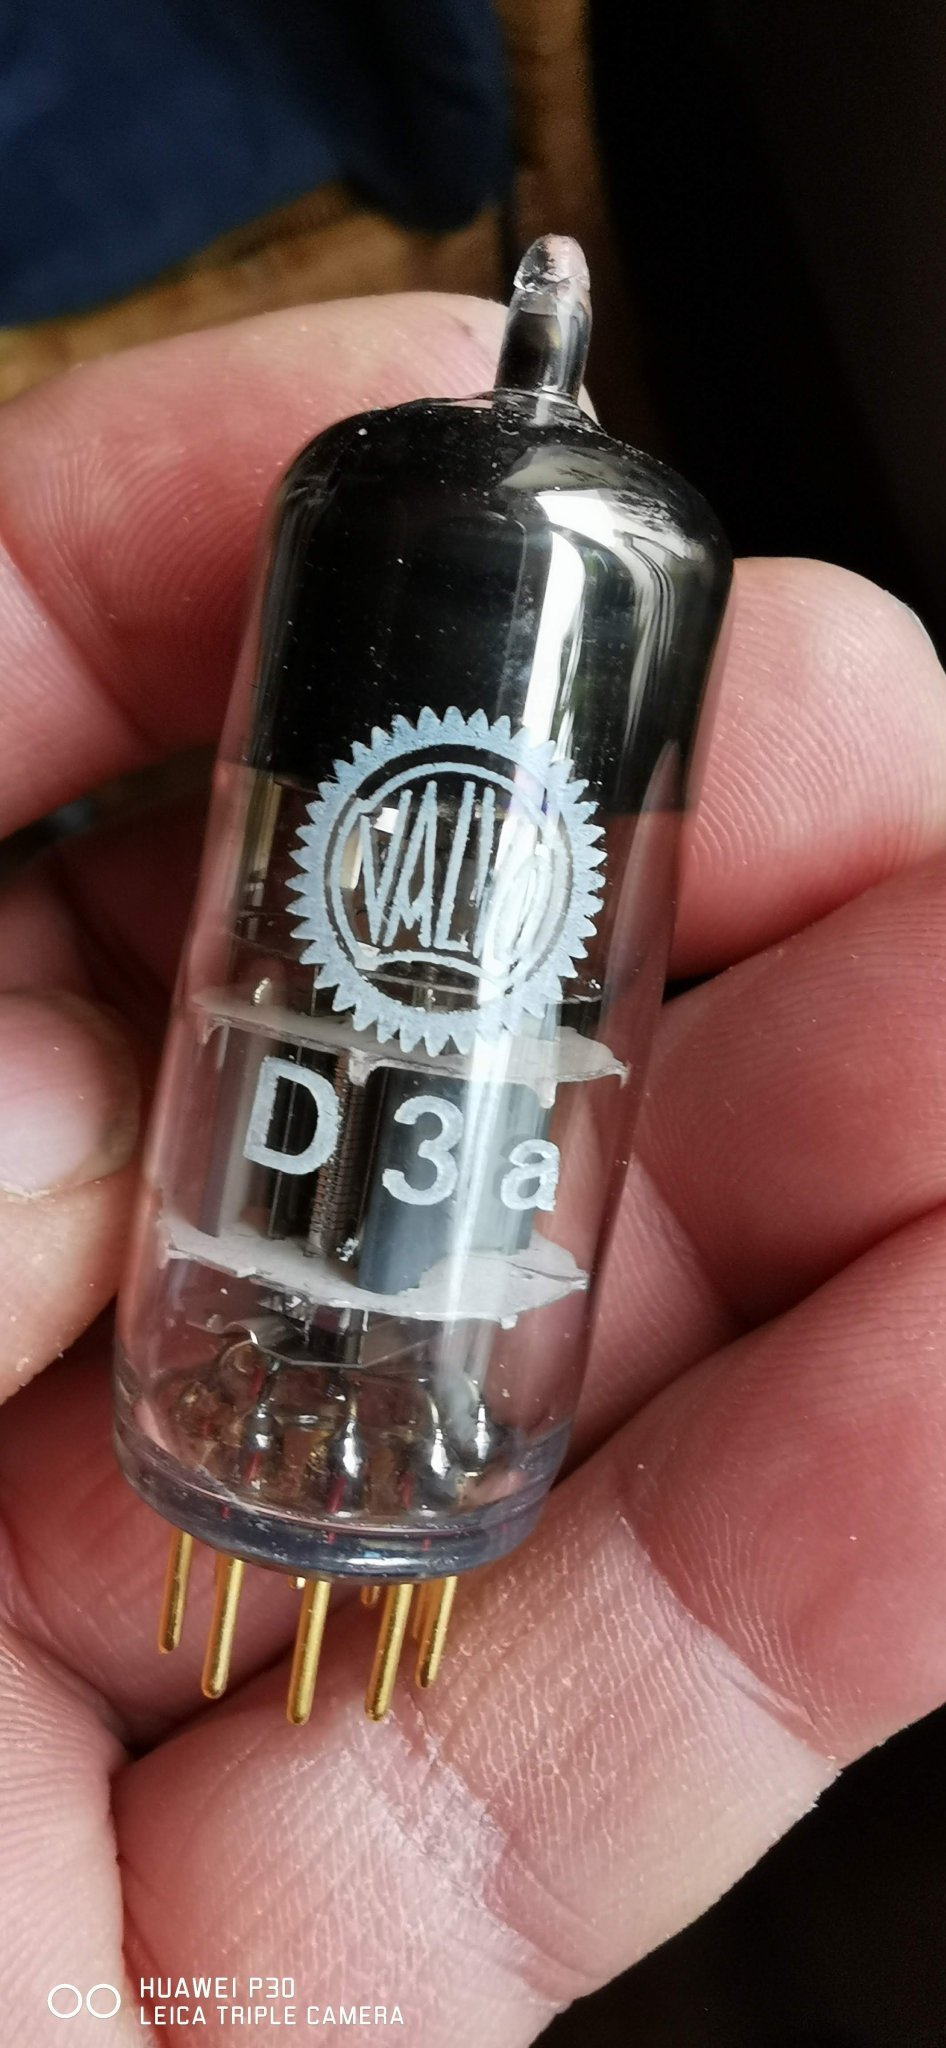 VALVO
D3a
HUAWEI P30
LEICA TRIPLE CAMERA